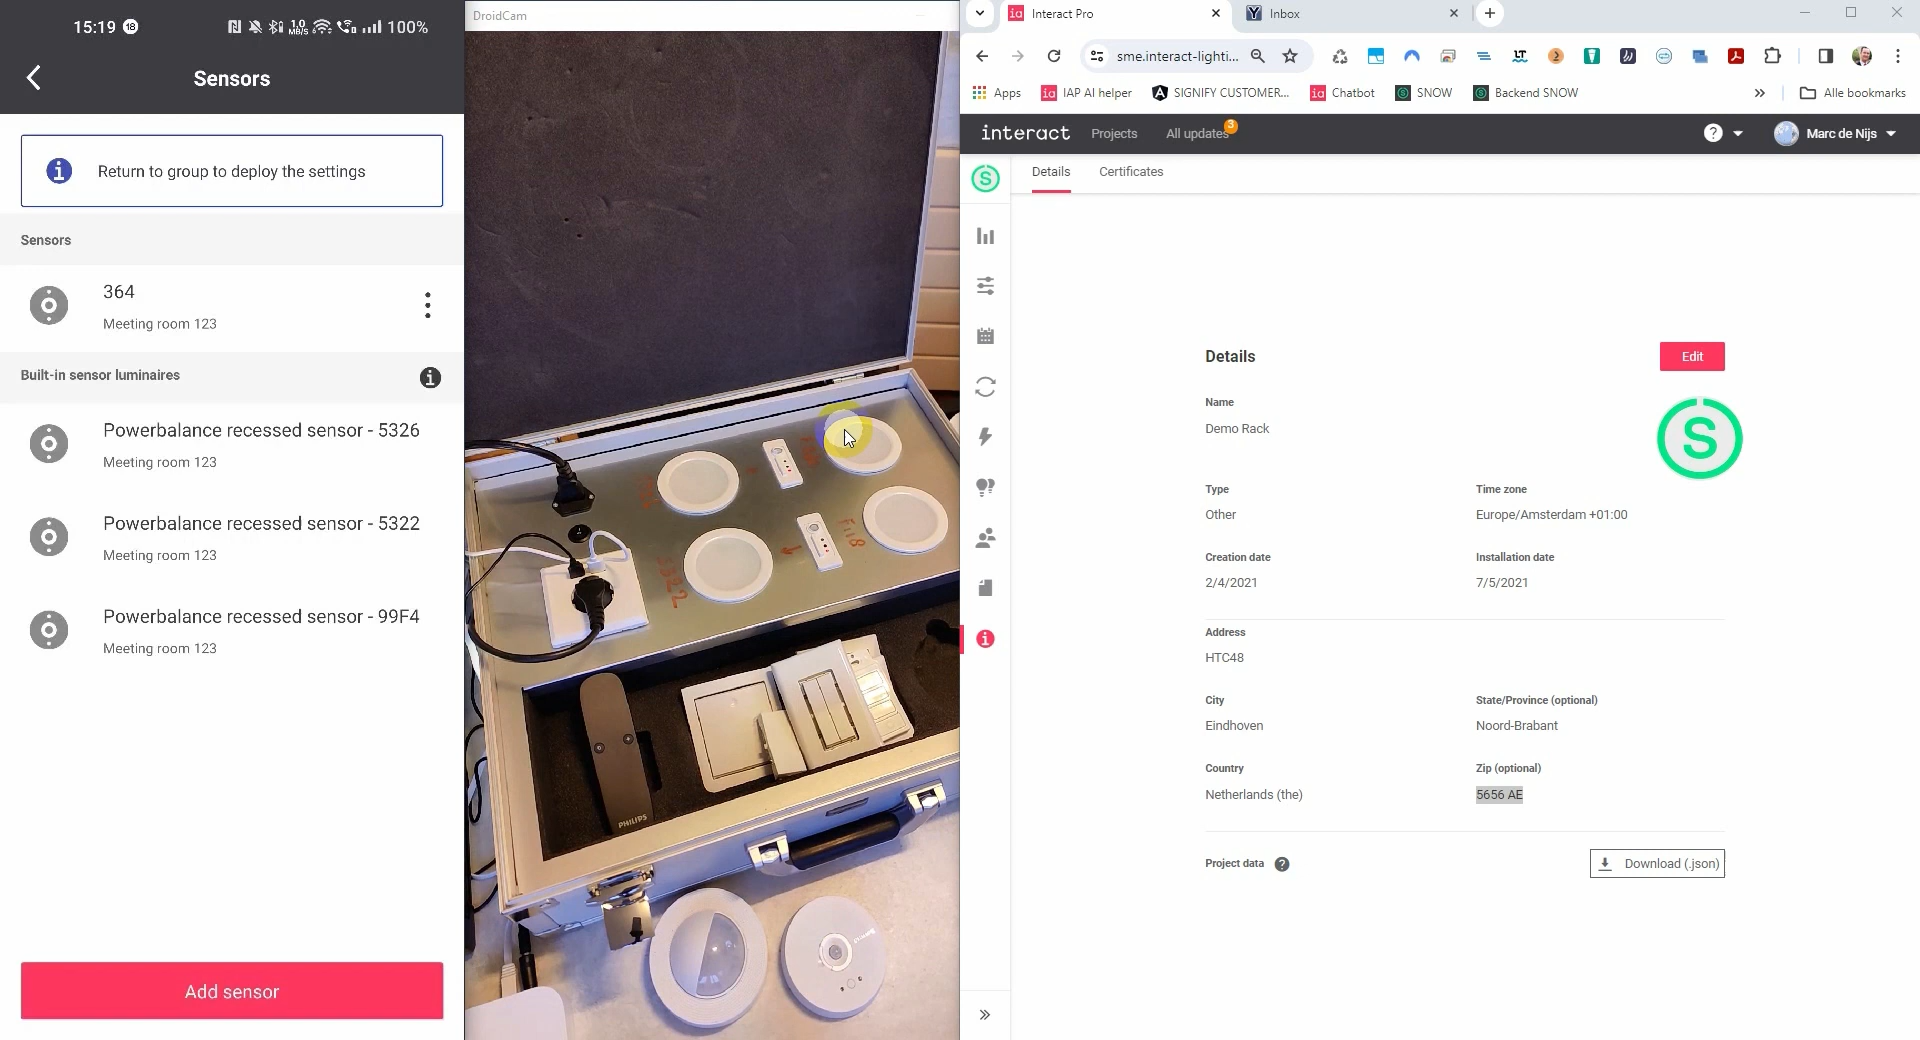 15:19 18
1.0 MB/S 100%
Sensors
Return to group to deploy the settings
Sensors
364
Meeting room 123
Built-in sensor luminaires
Powerbalance recessed sensor - 5326
Meeting room 123
Powerbalance recessed sensor - 5322
Meeting room 123
Powerbalance recessed sensor - 99F4
Meeting room 123
Add sensor
DroidCam
5322
PHILIPS
Interact Pro
Inbox
sme.interact-lighti...
Apps
IAP AI helper
SIGNIFY CUSTOMER...
Chatbot
SNOW
Backend SNOW
Alle bookmarks
interact
Projects
All updates
3
Marc de Nijs
Details
Certificates
Details
Edit
Name
Demo Rack
Type
Other
Time zone
Europe/Amsterdam +01:00
Creation date
2/4/2021
Installation date
7/5/2021
Address
HTC48
City
Eindhoven
State/Province (optional)
Noord-Brabant
Country
Netherlands (the)
Zip (optional)
5656 AE
Project data
Download (.json)